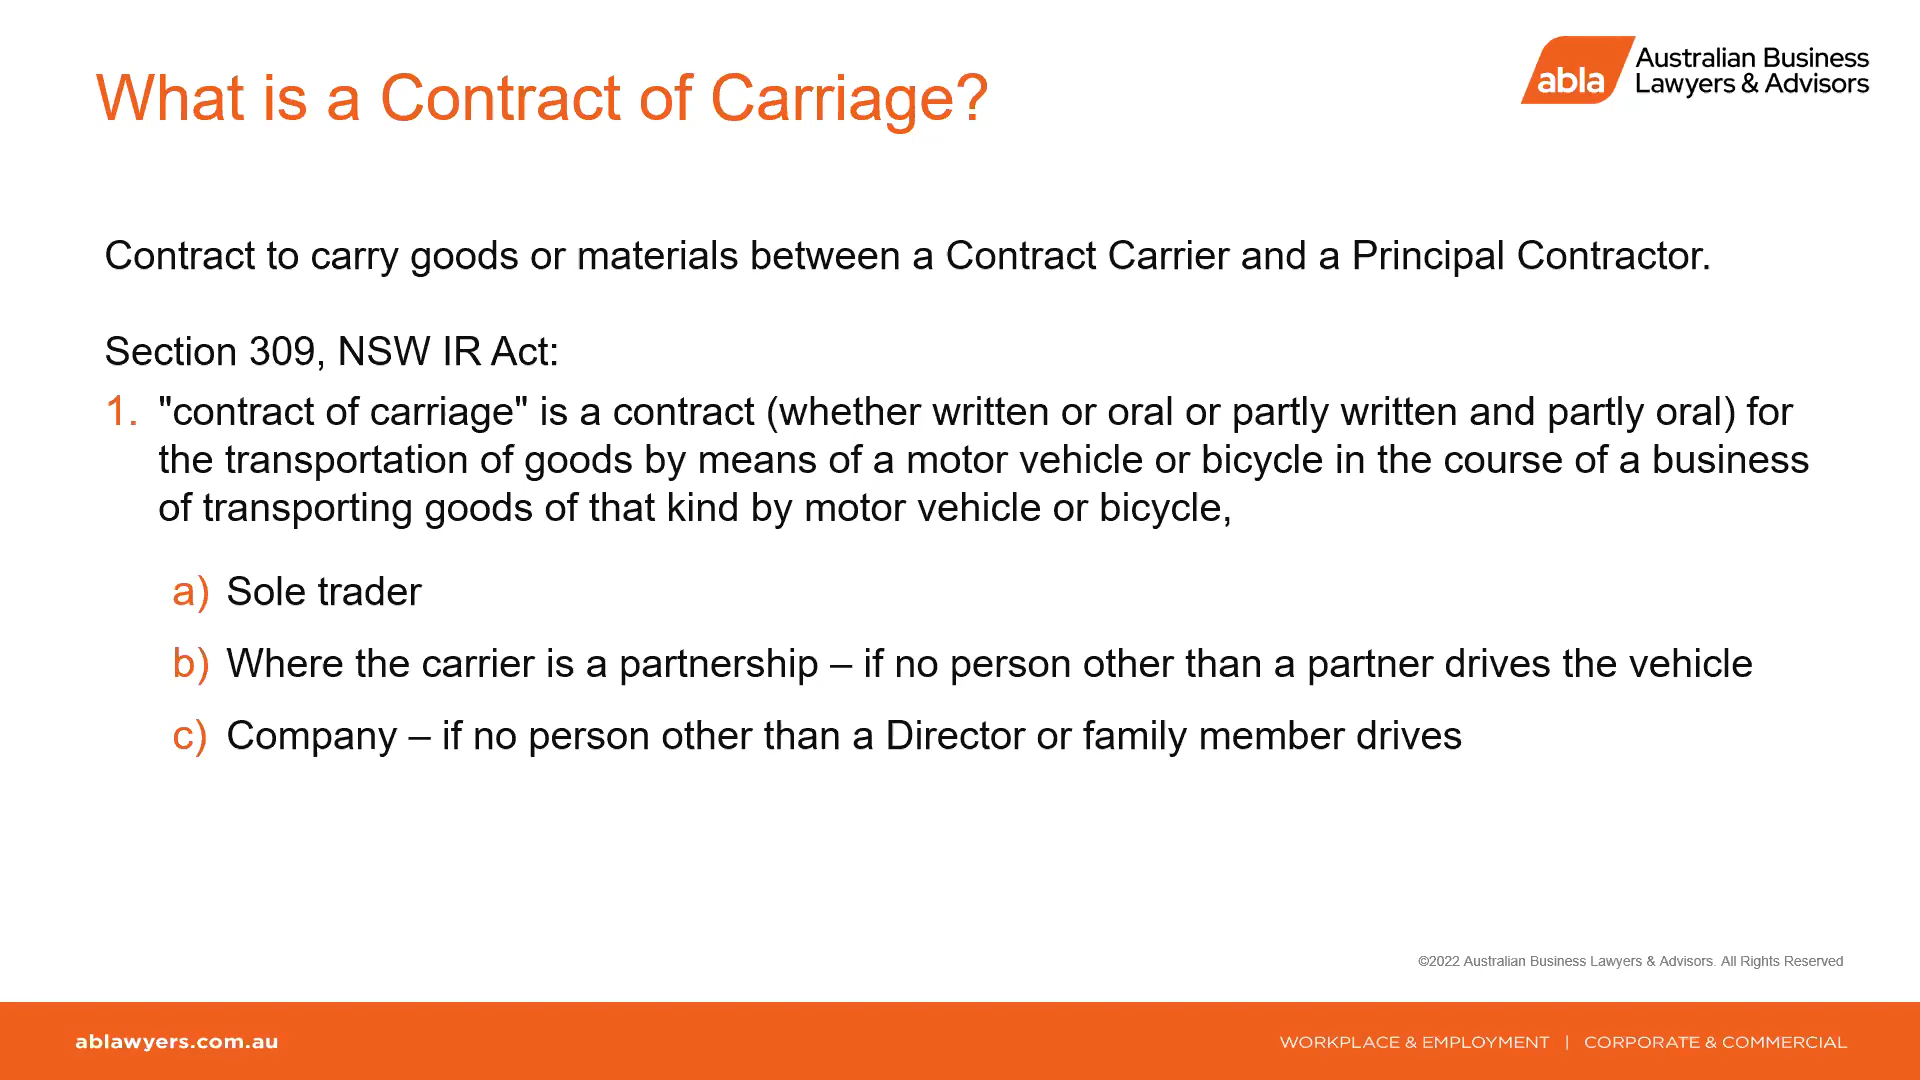 What is a Contract of Carriage?
abla
Australian Business
Lawyers & Advisors
Contract to carry goods or materials between a Contract Carrier and a Principal Contractor.
Section 309, NSW IR Act:
1. "contract of carriage" is a contract (whether written or oral or partly written and partly oral) for
the transportation of goods by means of a motor vehicle or bicycle in the course of a business
of transporting goods of that kind by motor vehicle or bicycle,
a) Sole trader
b) Where the carrier is a partnership – if no person other than a partner drives the vehicle
c) Company – if no person other than a Director or family member drives
©2022 Australian Business Lawyers & Advisors. All Rights Reserved
ablawyers.com.au
WORKPLACE & EMPLOYMENT | CORPORATE & COMMERCIAL